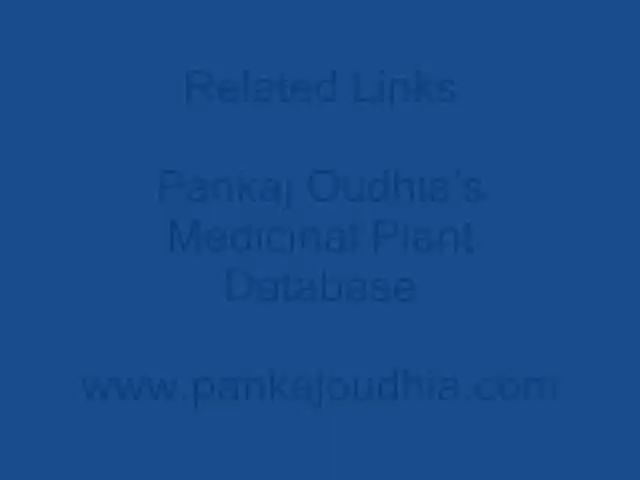 Related Links
Pankaj Oudhia's
Medicinal Plant
Database
www.pankajoudhia.com